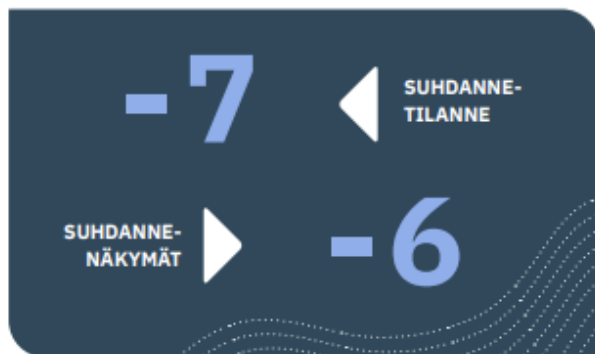 -7
SUHDANNE-
TILANNE
SUHDANNE-
NÄKYMÄT
-6